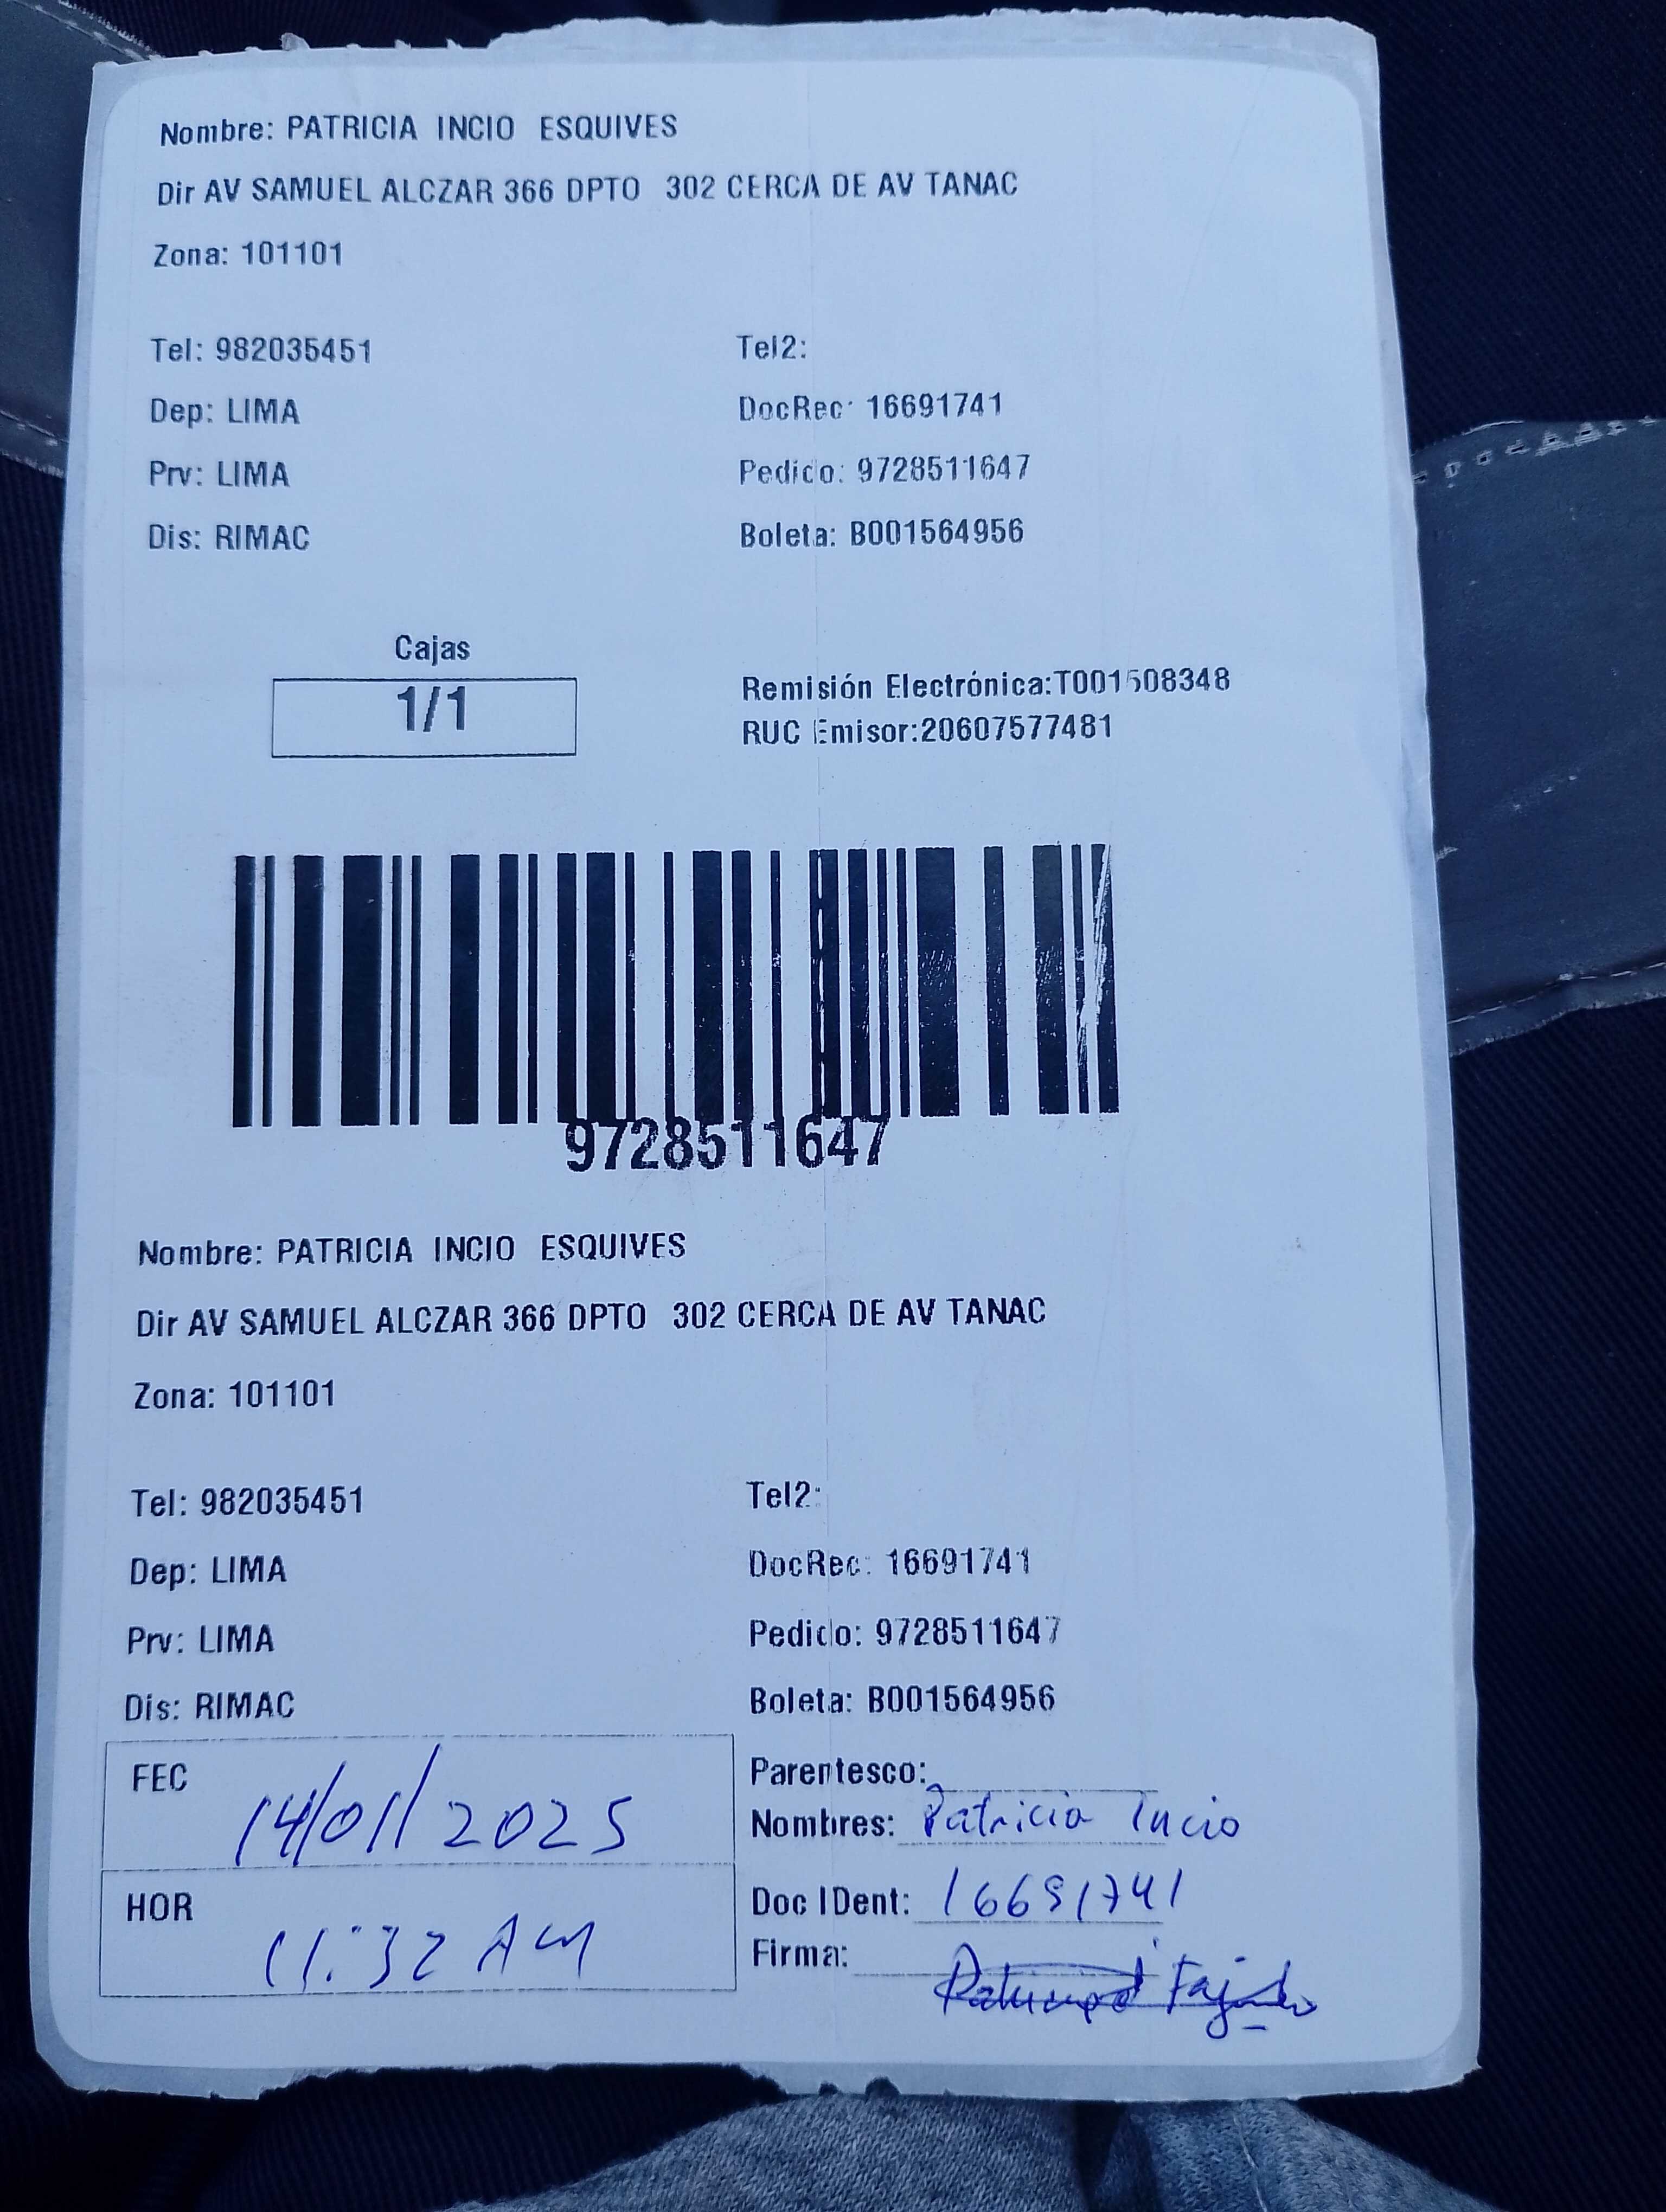 Nombre: PATRICIA INCIO ESQUIVES
Dir AV SAMUEL ALCZAR 366 DPTO 302 CERCA DE AV TANAC
Zona: 101101
Tel: 982035451 Tel2:
Dep: LIMA DocRec: 16691741
Prv: LIMA Pedido: 9728511647
Dis: RIMAC Boleta: B001564956
Cajas
1/1
Remisión Electrónica:T001508348
RUC Emisor:20607577481
9728511647
Nombre: PATRICIA INCIO ESQUIVES
Dir AV SAMUEL ALCZAR 366 DPTO 302 CERCA DE AV TANAC
Zona: 101101
Tel: 982035451 Tel2:
Dep: LIMA DocRec: 16691741
Prv: LIMA Pedido: 9728511647
Dis: RIMAC Boleta: B001564956
FEC 14/01/2025
HOR 11:32 AM
Parentesco:
Nombres: Patricia Incio
Doc IDent: 16691741
Firma: